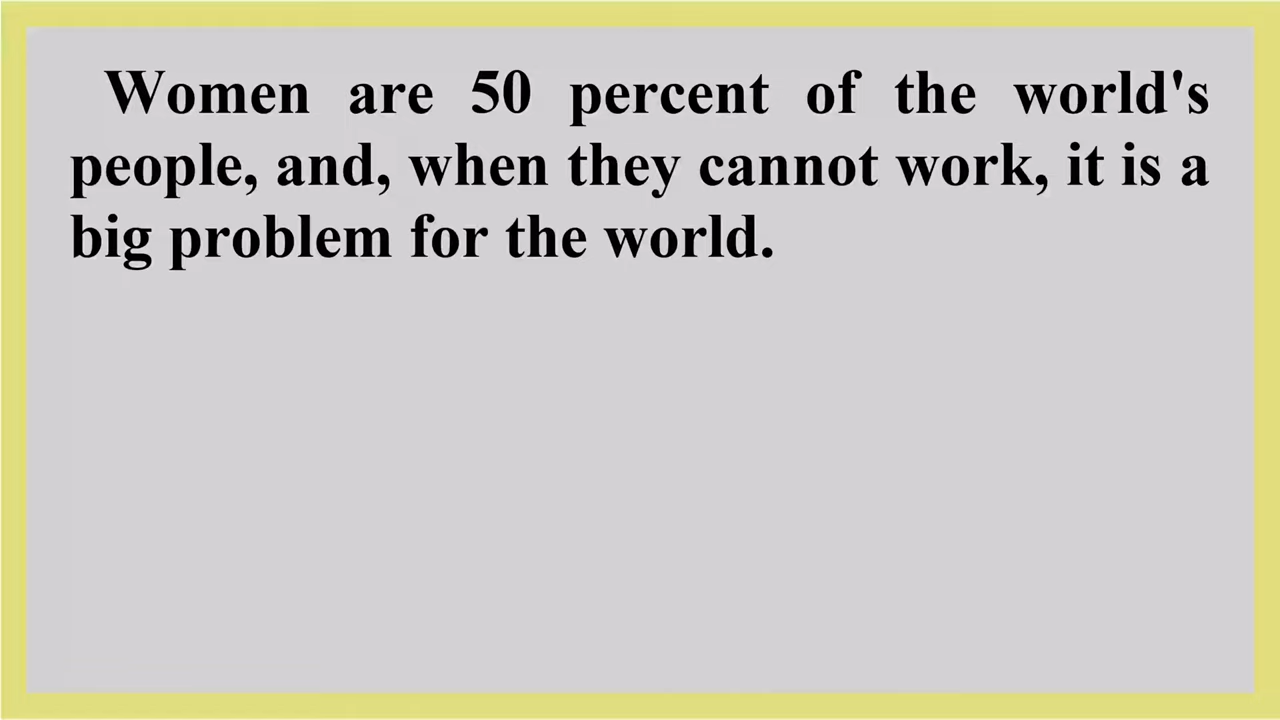 Women are 50 percent of the world's
people, and, when they cannot work, it is a
big problem for the world.